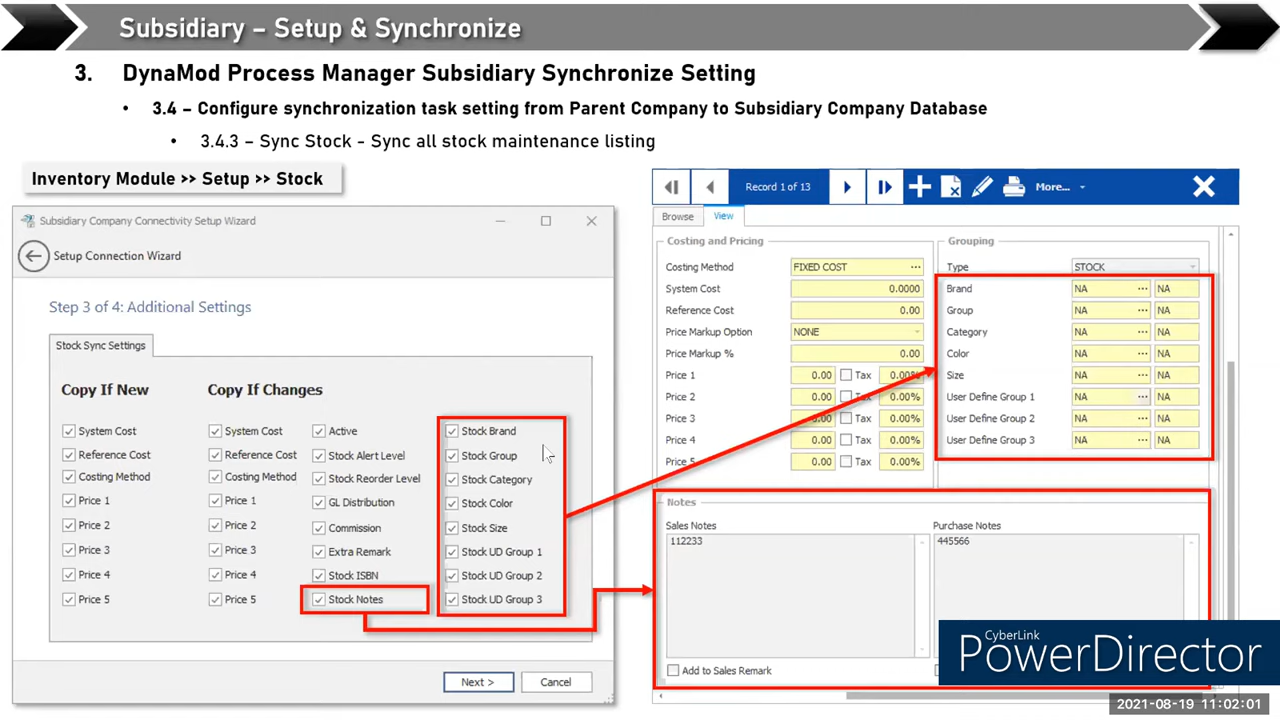 Subsidiary – Setup & Synchronize
3. DynaMod Process Manager Subsidiary Synchronize Setting
• 3.4 – Configure synchronization task setting from Parent Company to Subsidiary Company Database
• 3.4.3 – Sync Stock - Sync all stock maintenance listing
Inventory Module >> Setup >> Stock
Subsidiary Company Connectivity Setup Wizard
Setup Connection Wizard
Step 3 of 4: Additional Settings
Stock Sync Settings
Copy If New
System Cost
Reference Cost
Costing Method
Price 1
Price 2
Price 3
Price 4
Price 5
Copy If Changes
System Cost
Reference Cost
Costing Method
Price 1
Price 2
Price 3
Price 4
Price 5
Active
Stock Alert Level
Stock Reorder Level
GL Distribution
Commission
Extra Remark
Stock ISBN
Stock Notes
Stock Brand
Stock Group
Stock Category
Stock Color
Stock Size
Stock UD Group 1
Stock UD Group 2
Stock UD Group 3
Next >
Cancel
Record 1 of 13
More...
Browse
View
Costing and Pricing
Costing Method FIXED COST
System Cost 0.0000
Reference Cost 0.00
Price Markup Option NONE
Price Markup % 0.00
Price 1 0.00 Tax 0.00%
Price 2 0.00 Tax 0.00%
Price 3 0.00 Tax 0.00%
Price 4 0.00 Tax 0.00%
Price 5 0.00 Tax 0.00%
Grouping
Type STOCK
Brand NA NA
Group NA NA
Category NA NA
Color NA NA
Size NA NA
User Define Group 1 NA NA
User Define Group 2 NA NA
User Define Group 3 NA NA
Notes
Sales Notes
112233
Purchase Notes
445566
Add to Sales Remark
CyberLink
PowerDirector
2021-08-19 11:02:01